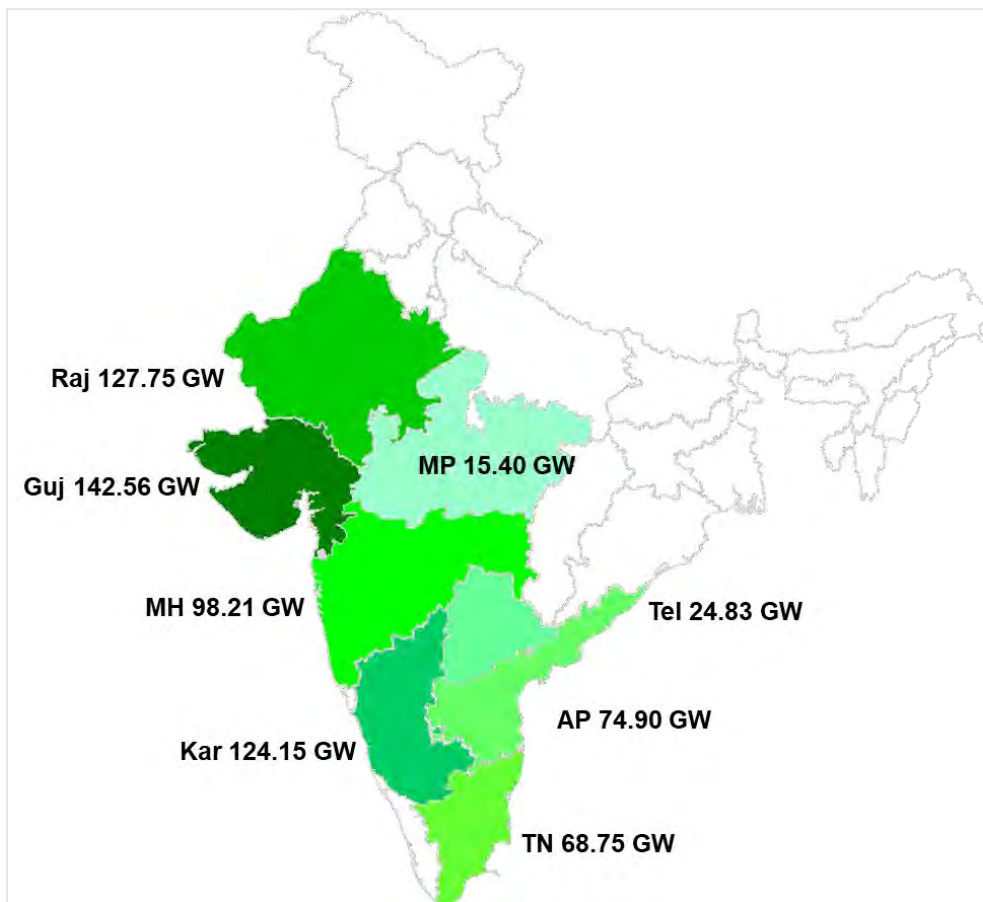 Raj 127.75 GW
MP 15.40 GW
Guj 142.56 GW
MH 98.21 GW
Tel 24.83 GW
AP 74.90 GW
Kar 124.15 GW
TN 68.75 GW